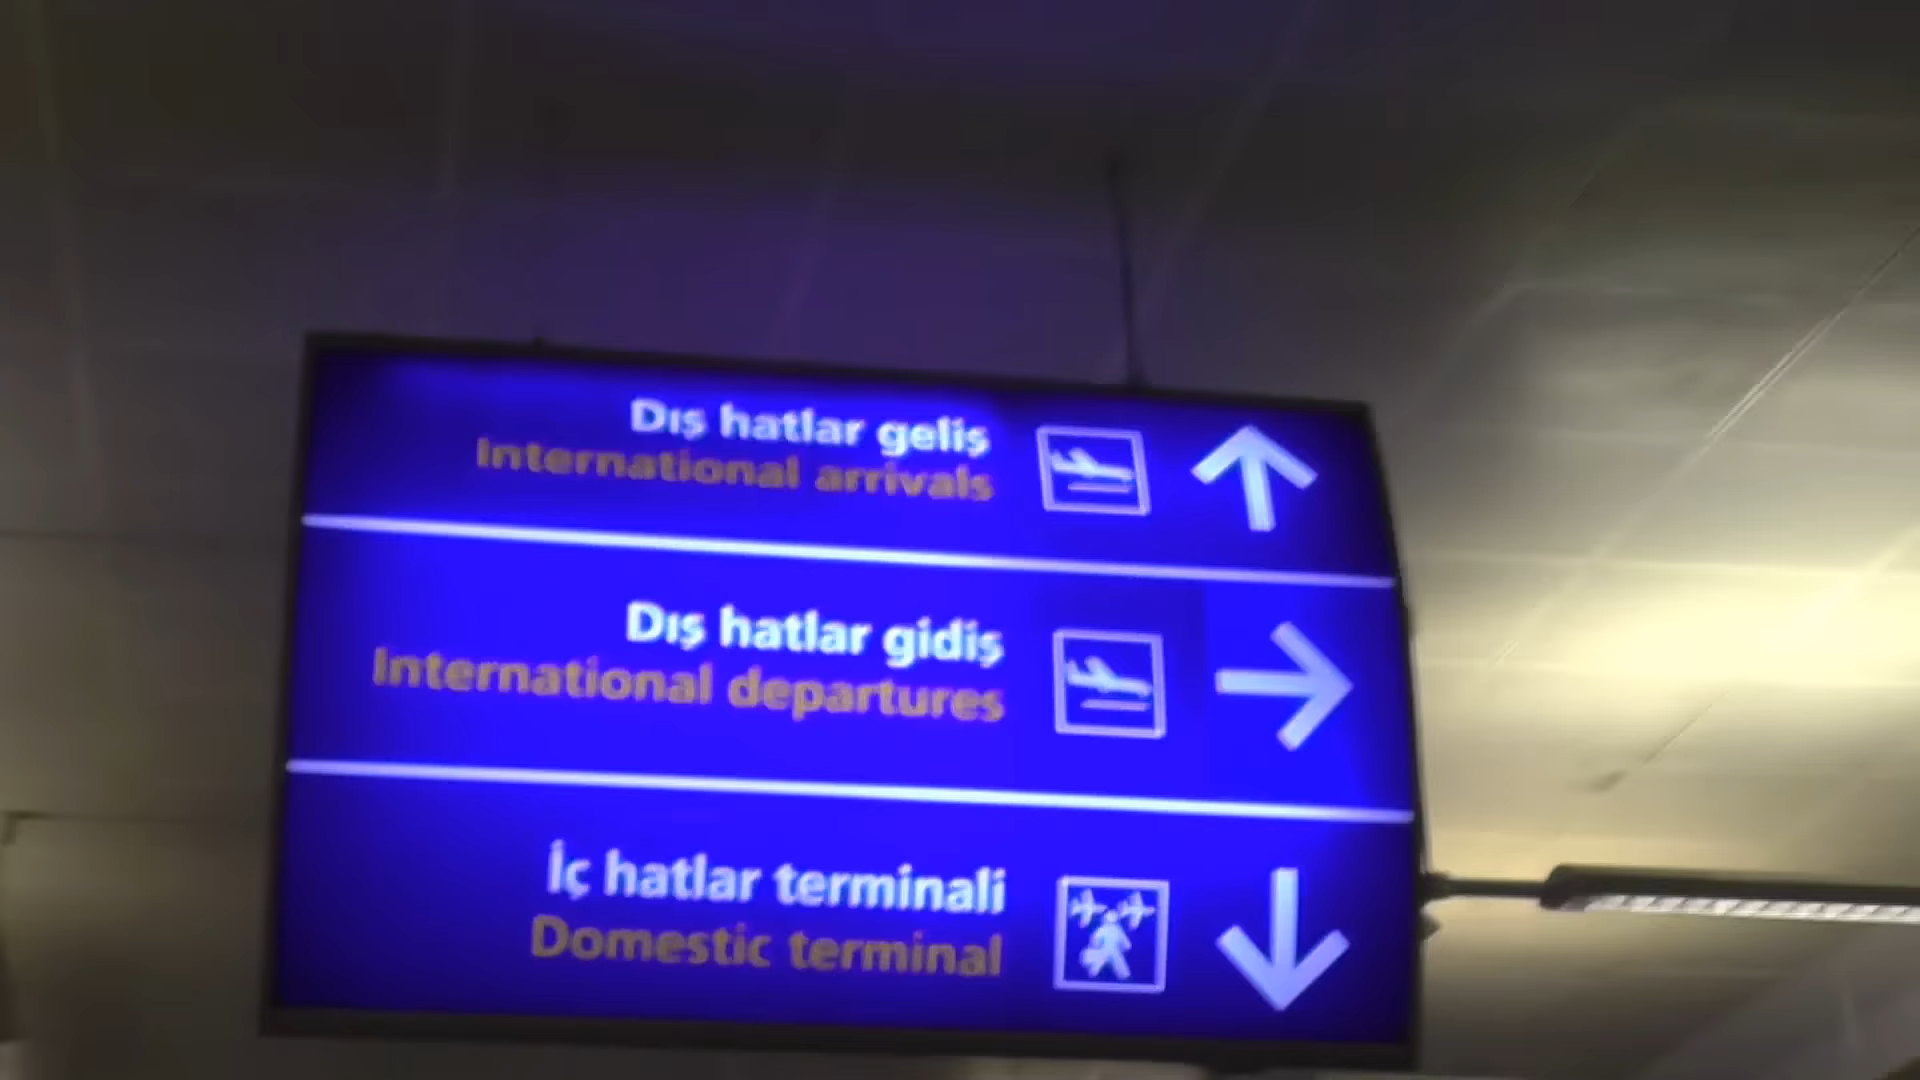 Dış hatlar geliş
International arrivals
Dış hatlar gidiş
International departures
İç hatlar terminali
Domestic terminal